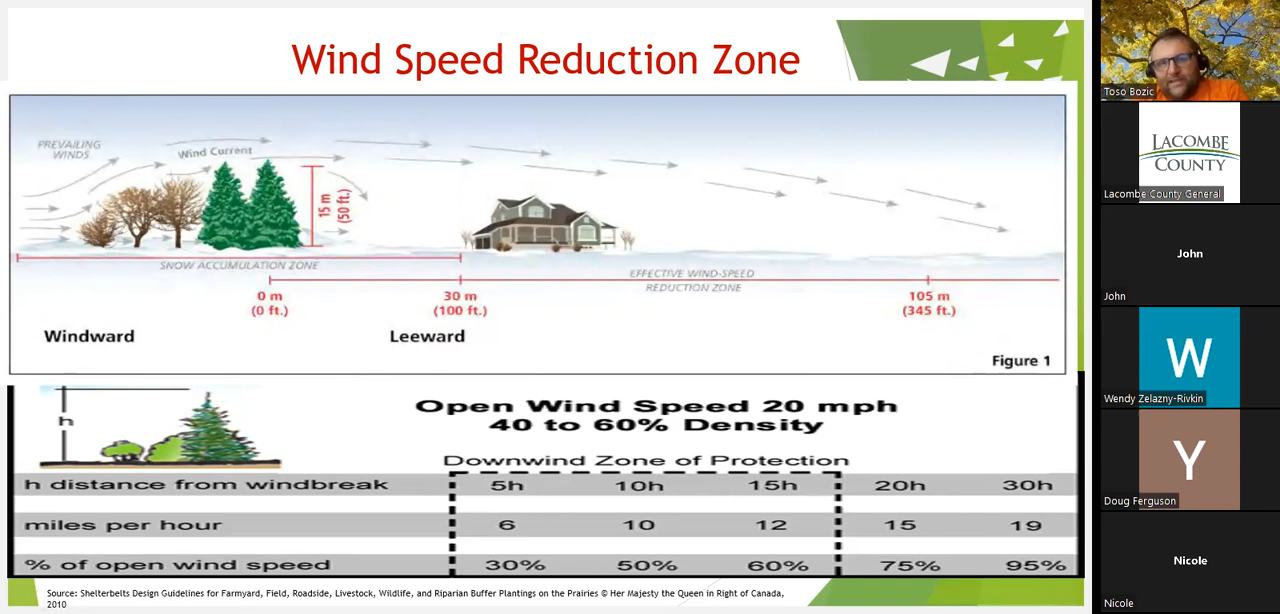 Wind Speed Reduction Zone
PREVAILING
WINDS
Wind Current
15 m
(50 ft.)
SNOW ACCUMULATION ZONE
EFFECTIVE WIND-SPEED
REDUCTION ZONE
0 m
(0 ft.)
30 m
(100 ft.)
105 m
(345 ft.)
Windward
Leeward
Figure 1
h
Open Wind Speed 20 mph
40 to 60% Density
Downwind Zone of Protection
h distance from windbreak 5h 10h 15h 20h 30h
miles per hour 6 10 12 15 19
% of open wind speed 30% 50% 60% 75% 95%
Source: Shelterbelts Design Guidelines for Farmyard, Field, Roadside, Livestock, Wildlife, and Riparian Buffer Plantings on the Prairies © Her Majesty the Queen in Right of Canada,
2010
Toso Bozic
LACOMBE
COUNTY
Lacombe County General
John
John
W
Wendy Zelazny-Rivkin
Y
Doug Ferguson
Nicole
Nicole